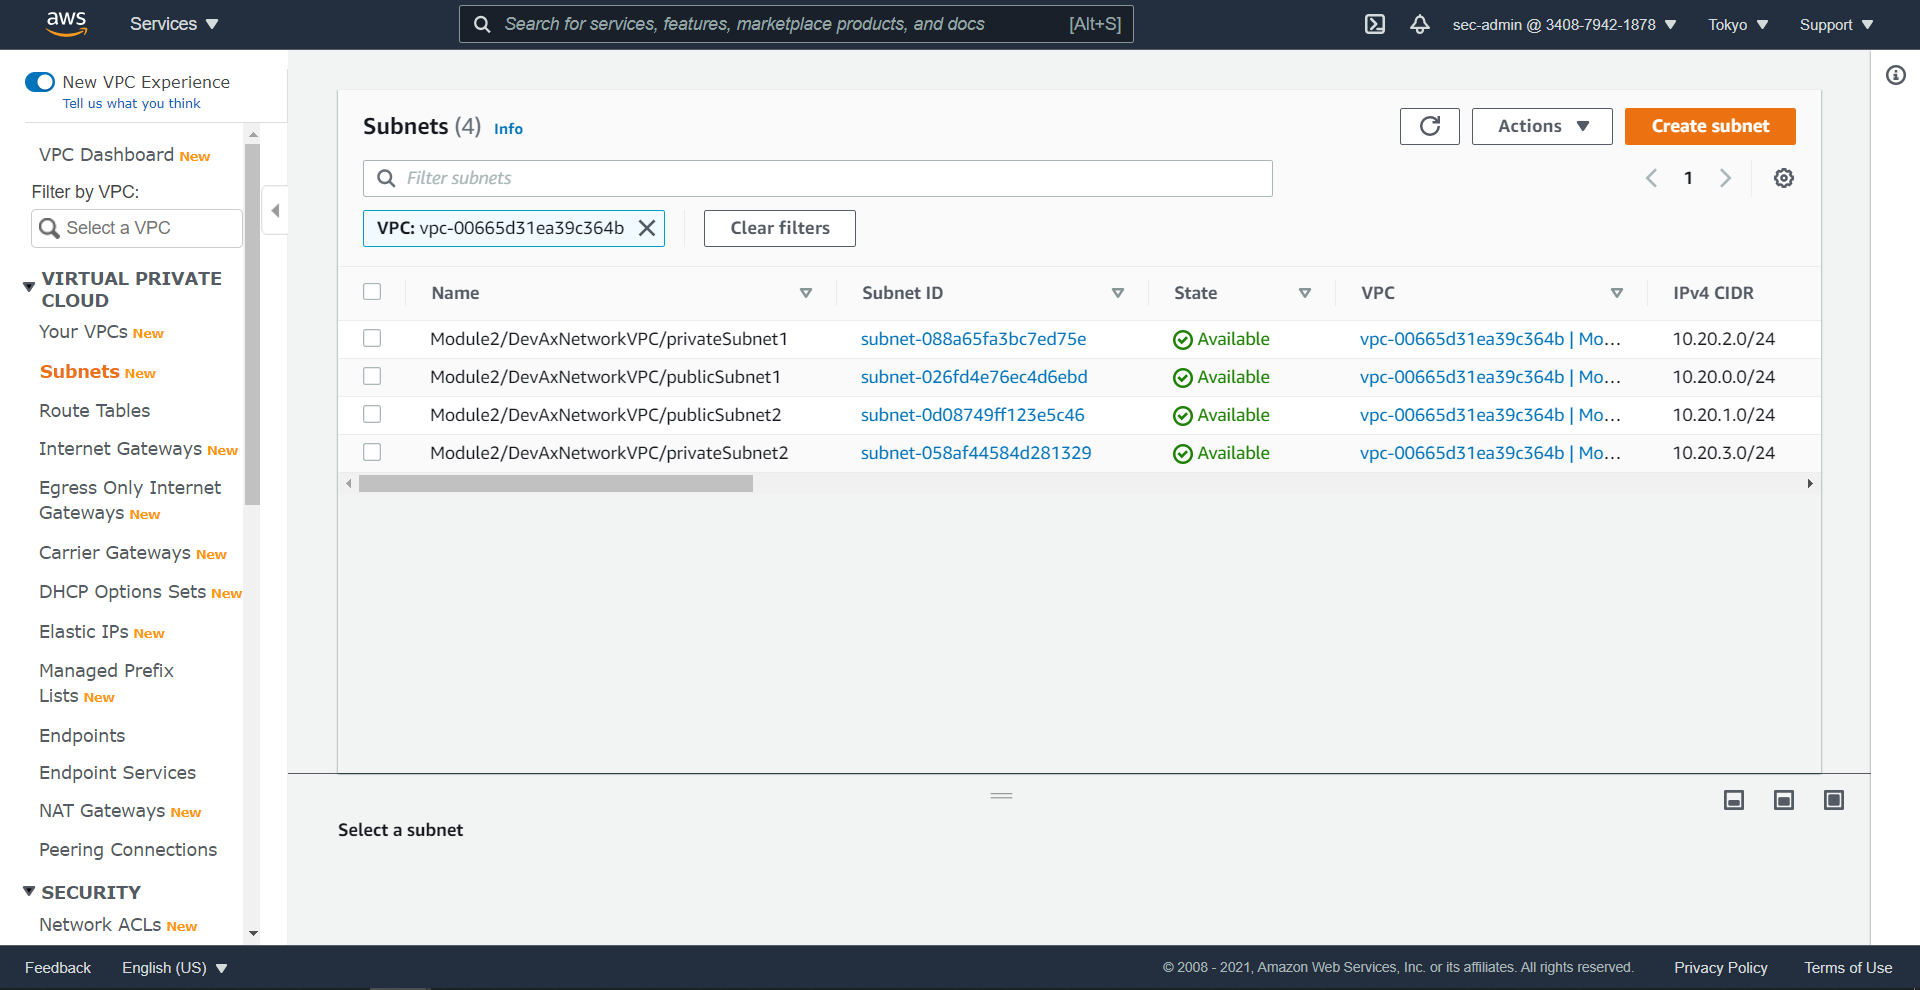 aws
Services
Search for services, features, marketplace products, and docs
[Alt+S]
sec-admin @ 3408-7942-1878
Tokyo
Support
New VPC Experience
Tell us what you think
VPC Dashboard New
Filter by VPC:
Select a VPC
VIRTUAL PRIVATE
CLOUD
Your VPCs New
Subnets New
Route Tables
Internet Gateways New
Egress Only Internet
Gateways New
Carrier Gateways New
DHCP Options Sets New
Elastic IPs New
Managed Prefix
Lists New
Endpoints
Endpoint Services
NAT Gateways New
Peering Connections
SECURITY
Network ACLs New
Subnets (4) Info
Actions
Create subnet
Filter subnets
1
VPC: vpc-00665d31ea39c364b
Clear filters
Name Subnet ID State VPC IPv4 CIDR
Module2/DevAxNetworkVPC/privateSubnet1 subnet-088a65fa3bc7ed75e Available vpc-00665d31ea39c364b | Mo... 10.20.2.0/24
Module2/DevAxNetworkVPC/publicSubnet1 subnet-026fd4e76ec4d6ebd Available vpc-00665d31ea39c364b | Mo... 10.20.0.0/24
Module2/DevAxNetworkVPC/publicSubnet2 subnet-0d08749ff123e5c46 Available vpc-00665d31ea39c364b | Mo... 10.20.1.0/24
Module2/DevAxNetworkVPC/privateSubnet2 subnet-058af44584d281329 Available vpc-00665d31ea39c364b | Mo... 10.20.3.0/24
Select a subnet
Feedback
English (US)
© 2008 - 2021, Amazon Web Services, Inc. or its affiliates. All rights reserved.
Privacy Policy
Terms of Use